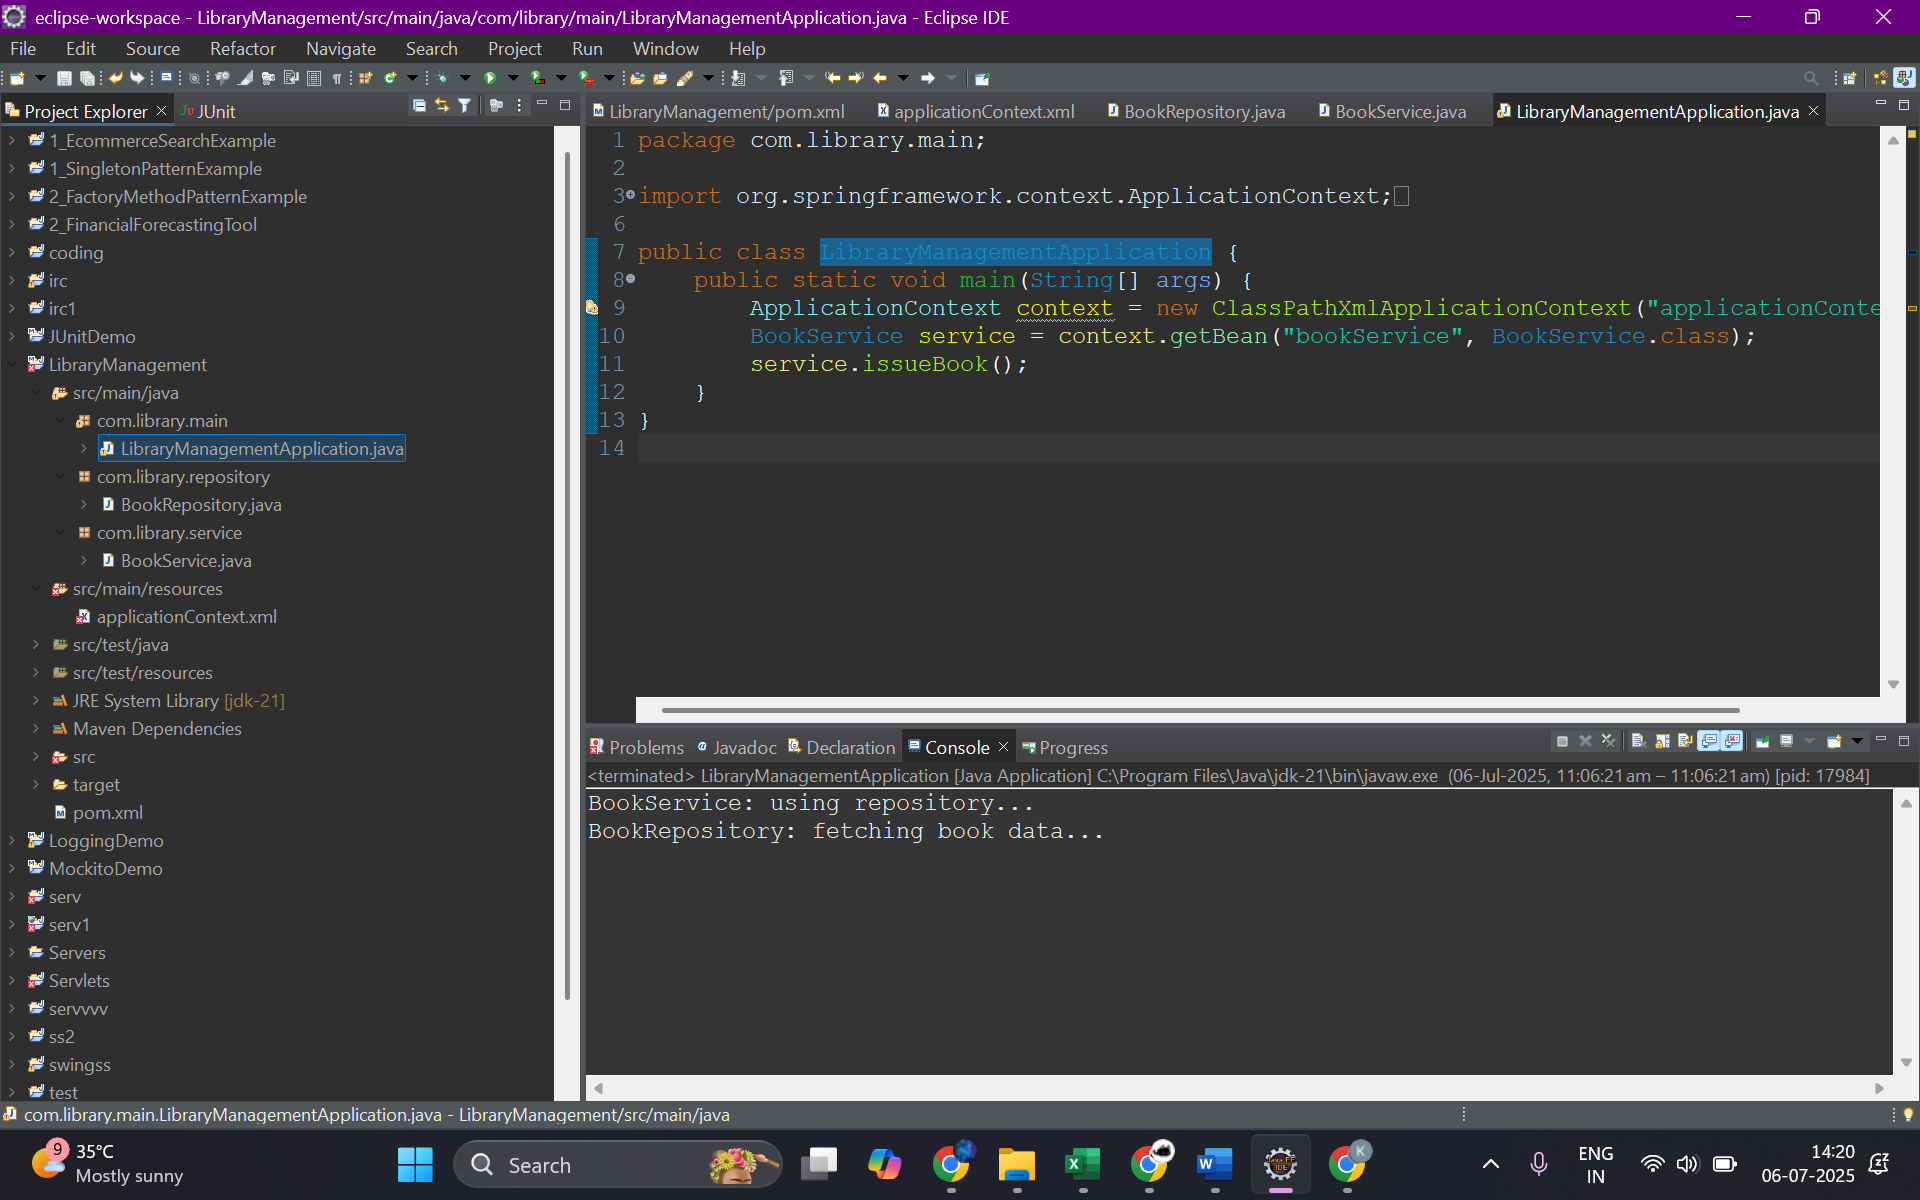 eclipse-workspace - LibraryManagement/src/main/java/com/library/main/LibraryManagementApplication.java - Eclipse IDE
File Edit Source Refactor Navigate Search Project Run Window Help
Project Explorer
JUnit
1_EcommerceSearchExample
1_SingletonPatternExample
2_FactoryMethodPatternExample
2_FinancialForecastingTool
coding
irc
irc1
JUnitDemo
LibraryManagement
src/main/java
com.library.main
LibraryManagementApplication.java
com.library.repository
BookRepository.java
com.library.service
BookService.java
src/main/resources
applicationContext.xml
src/test/java
src/test/resources
JRE System Library [jdk-21]
Maven Dependencies
src
target
pom.xml
LoggingDemo
MockitoDemo
serv
serv1
Servers
Servlets
servvvv
ss2
swingss
test
LibraryManagement/pom.xml applicationContext.xml BookRepository.java BookService.java LibraryManagementApplication.java
1 package com.library.main;
2
3 import org.springframework.context.ApplicationContext;
6
7 public class LibraryManagementApplication {
8 public static void main(String[] args) {
9 ApplicationContext context = new ClassPathXmlApplicationContext("applicationConte
10 BookService service = context.getBean("bookService", BookService.class);
11 service.issueBook();
12 }
13 }
14
Problems Javadoc Declaration Console Progress
<terminated> LibraryManagementApplication [Java Application] C:\Program Files\Java\jdk-21\bin\javaw.exe (06-Jul-2025, 11:06:21 am – 11:06:21 am) [pid: 17984]
BookService: using repository...
BookRepository: fetching book data...
com.library.main.LibraryManagementApplication.java - LibraryManagement/src/main/java
9
35°C
Mostly sunny
Search
K
ENG
IN
14:20
06-07-2025